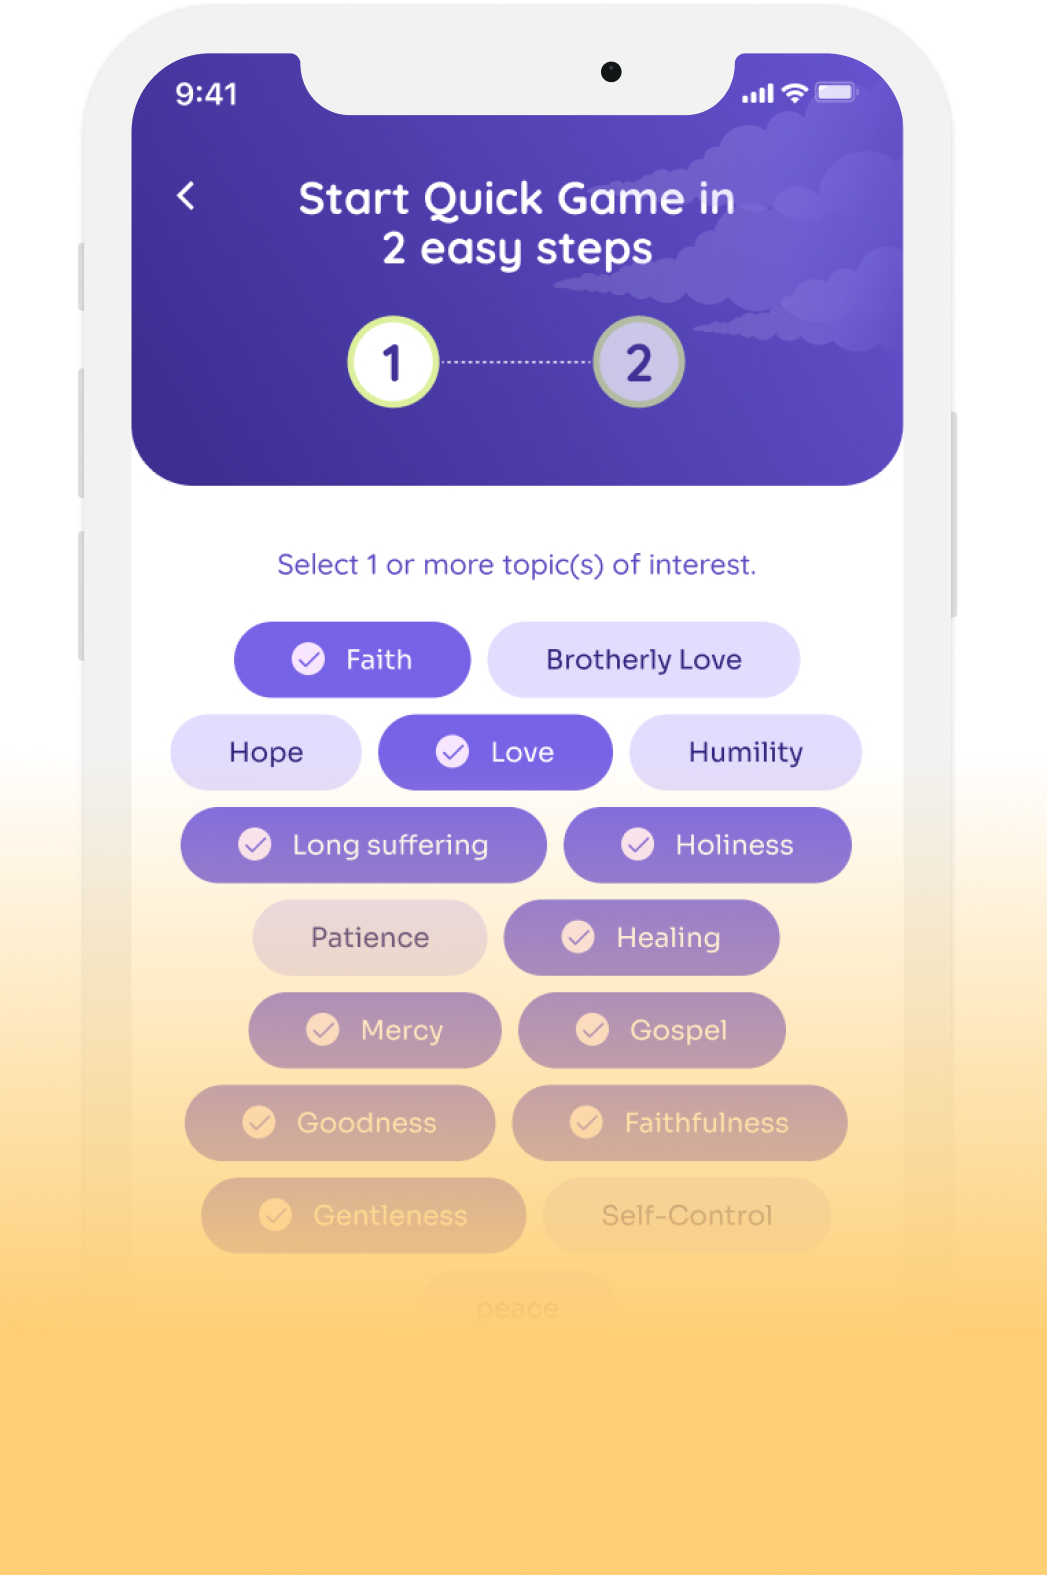 9:41
Start Quick Game in
2 easy steps
1 2
Select 1 or more topic(s) of interest.
Faith Brotherly Love
Hope Love Humility
Long suffering Holiness
Patience Healing
Mercy Gospel
Goodness Faithfulness
Gentleness Self-Control
peace